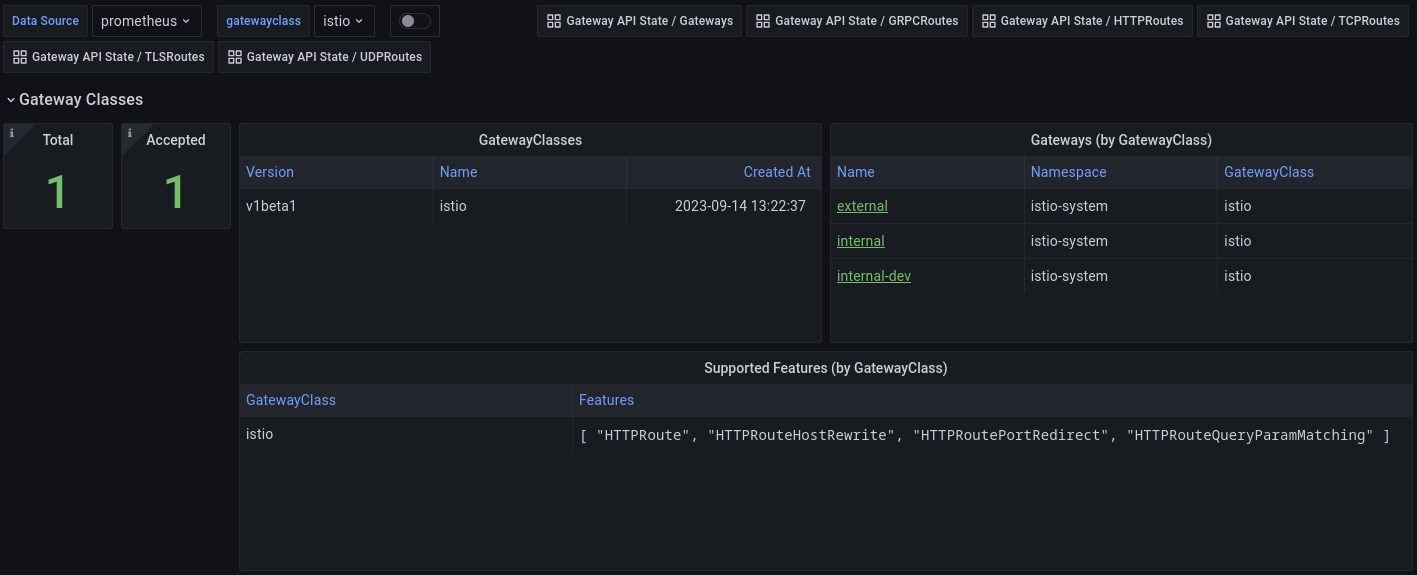 Data Source prometheus gatewayclass istio Gateway API State / Gateways Gateway API State / GRPCRoutes Gateway API State / HTTPRoutes Gateway API State / TCPRoutes
Gateway API State / TLSRoutes Gateway API State / UDPRoutes
Gateway Classes
i Total i Accepted GatewayClasses Gateways (by GatewayClass)
Version Name Created At Name Namespace GatewayClass
1 1 v1beta1 istio 2023-09-14 13:22:37 external istio-system istio
internal istio-system istio
internal-dev istio-system istio
Supported Features (by GatewayClass)
GatewayClass Features
istio [ "HTTPRoute", "HTTPRouteHostRewrite", "HTTPRoutePortRedirect", "HTTPRouteQueryParamMatching" ]